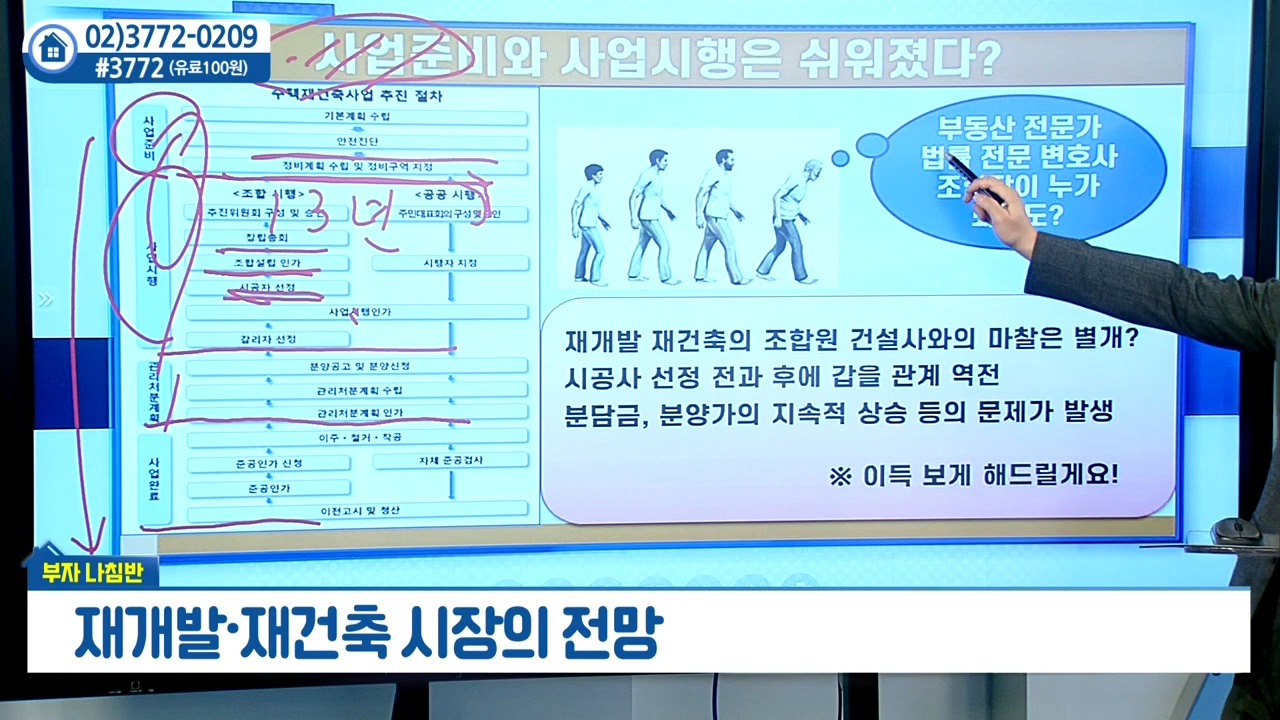 02)3772-0209
#3772 (유료100원)
사업준비와 사업시행은 쉬워졌다?
주택재건축사업 추진 절차
사업준비
기본계획 수립
안전진단
정비계획 수립 및 정비구역 지정
사업시행
<조합 시행>
<공공 시행>
추진위원회 구성 및 승인
주민대표회의 구성 및 승인
13년
창립총회
조합설립 인가
시행자 지정
시공자 선정
사업시행인가
감리자 선정
관리처분계획
분양공고 및 분양신청
관리처분계획 수립
관리처분계획 인가
사업완료
이주·철거·착공
준공인가 신청
자체 준공검사
준공인가
이전고시 및 청산
부동산 전문가
법률 전문 변호사
조합장이 누가
재개발 재건축의 조합원 건설사와의 마찰은 별개?
시공사 선정 전과 후에 갑을 관계 역전
분담금, 분양가의 지속적 상승 등의 문제가 발생
※ 이득 보게 해드릴게요!
부자 나침반
재개발·재건축 시장의 전망